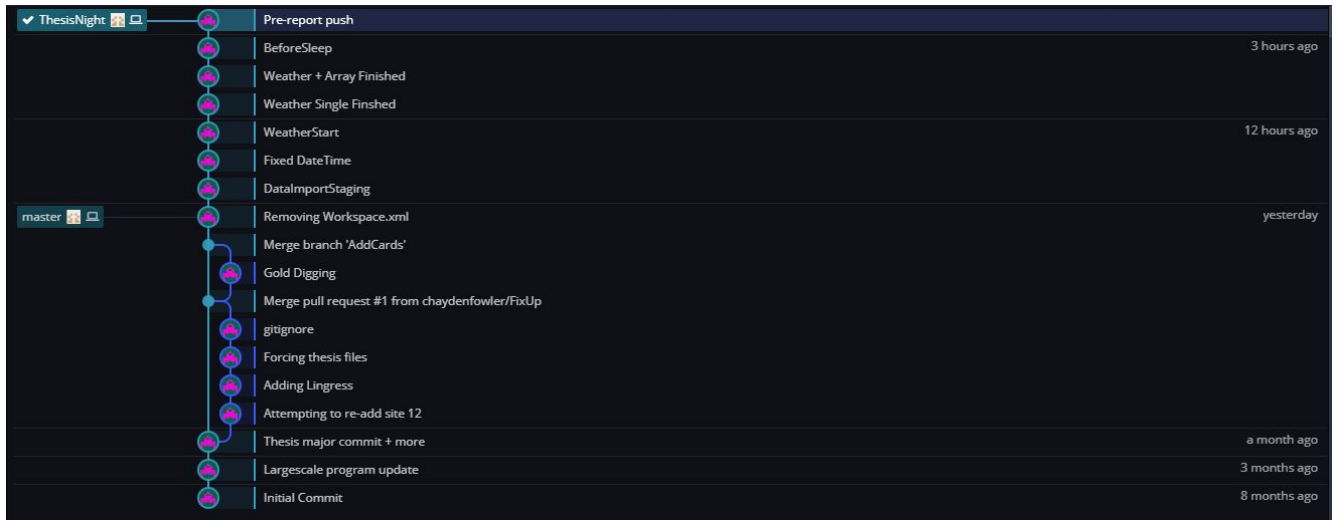 ✔ ThesisNight Pre-report push
BeforeSleep 3 hours ago
Weather + Array Finished
Weather Single Finshed
WeatherStart 12 hours ago
Fixed DateTime
DataImportStaging
master Removing Workspace.xml yesterday
Merge branch 'AddCards'
Gold Digging
Merge pull request #1 from chaydenfowler/FixUp
gitignore
Forcing thesis files
Adding Lingress
Attempting to re-add site 12
Thesis major commit + more a month ago
Largescale program update 3 months ago
Initial Commit 8 months ago